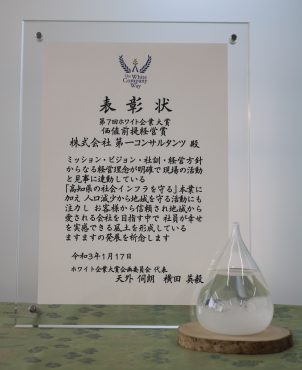 The White
Company
Way
表彰状
第7回ホワイト企業大賞
価値前提経営賞
株式会社 第一コンサルタンツ 殿
ミッション・ビジョン・社訓・経営方針
からなる経営理念が明確で現場の活動
と見事に連動している
「高知県の社会インフラを守る」本業に
加え 人口減少から地域を守る活動にも
注力し お客様から信頼され地域から
愛される会社を目指す中で 社員が幸せ
を実感できる風土を形成している
ますますの発展を祈念します
令和3年1月17日
ホワイト企業大賞企画委員会 代表
天外 伺朗 横田 英毅